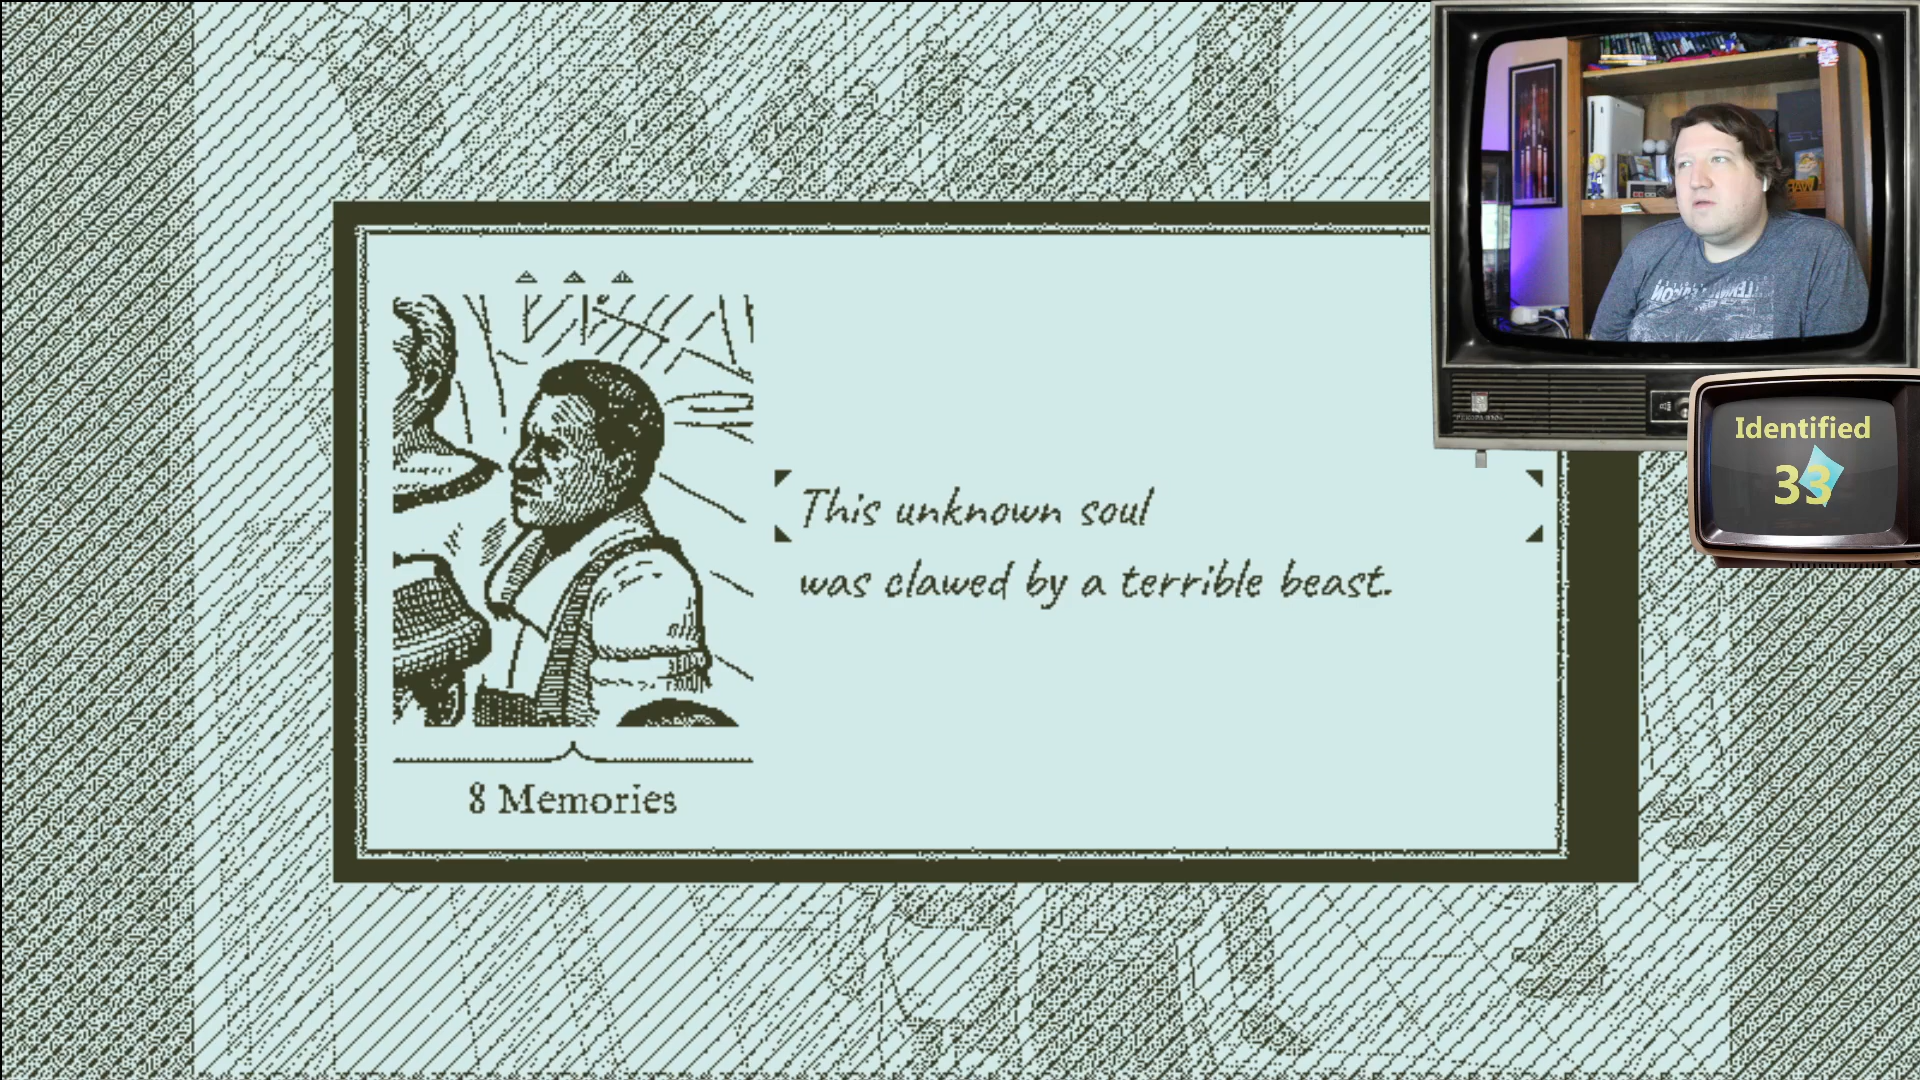 This unknown soul
was clawed by a terrible beast.
8 Memories
Identified
33